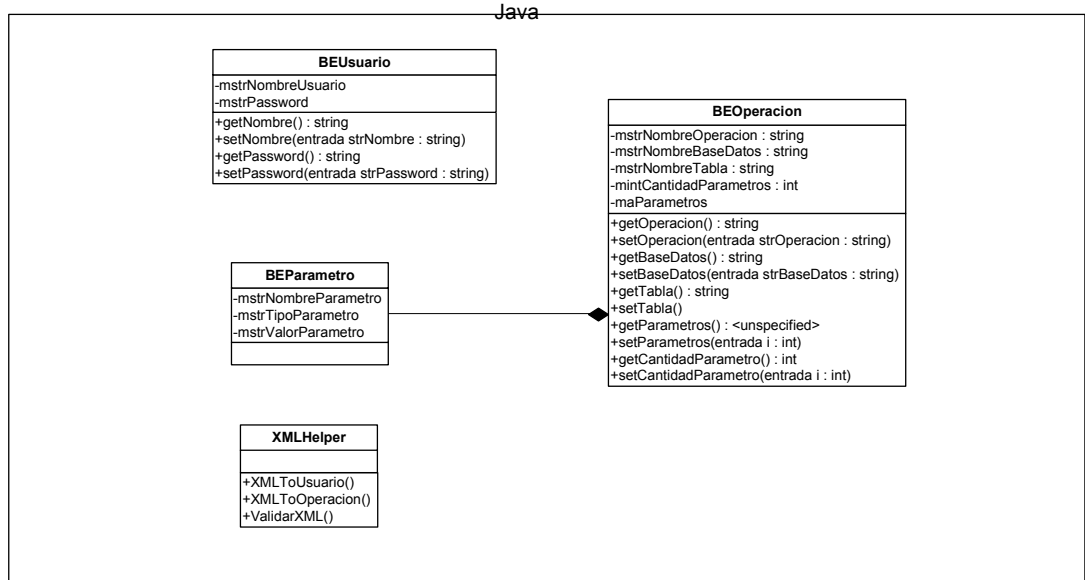 Java
BEUsuario
-mstrNombreUsuario
-mstrPassword
+getNombre() : string
+setNombre(entrada strNombre : string)
+getPassword() : string
+setPassword(entrada strPassword : string)
BEOperacion
-mstrNombreOperacion : string
-mstrNombreBaseDatos : string
-mstrNombreTabla : string
-mintCantidadParametros : int
-maParametros
+getOperacion() : string
+setOperacion(entrada strOperacion : string)
+getBaseDatos() : string
+setBaseDatos(entrada strBaseDatos : string)
+getTabla() : string
+setTabla()
+getParametros() : <unspecified>
+setParametros(entrada i : int)
+getCantidadParametro() : int
+setCantidadParametro(entrada i : int)
BEParametro
-mstrNombreParametro
-mstrTipoParametro
-mstrValorParametro
XMLHelper
+XMLToUsuario()
+XMLToOperacion()
+ValidarXML()